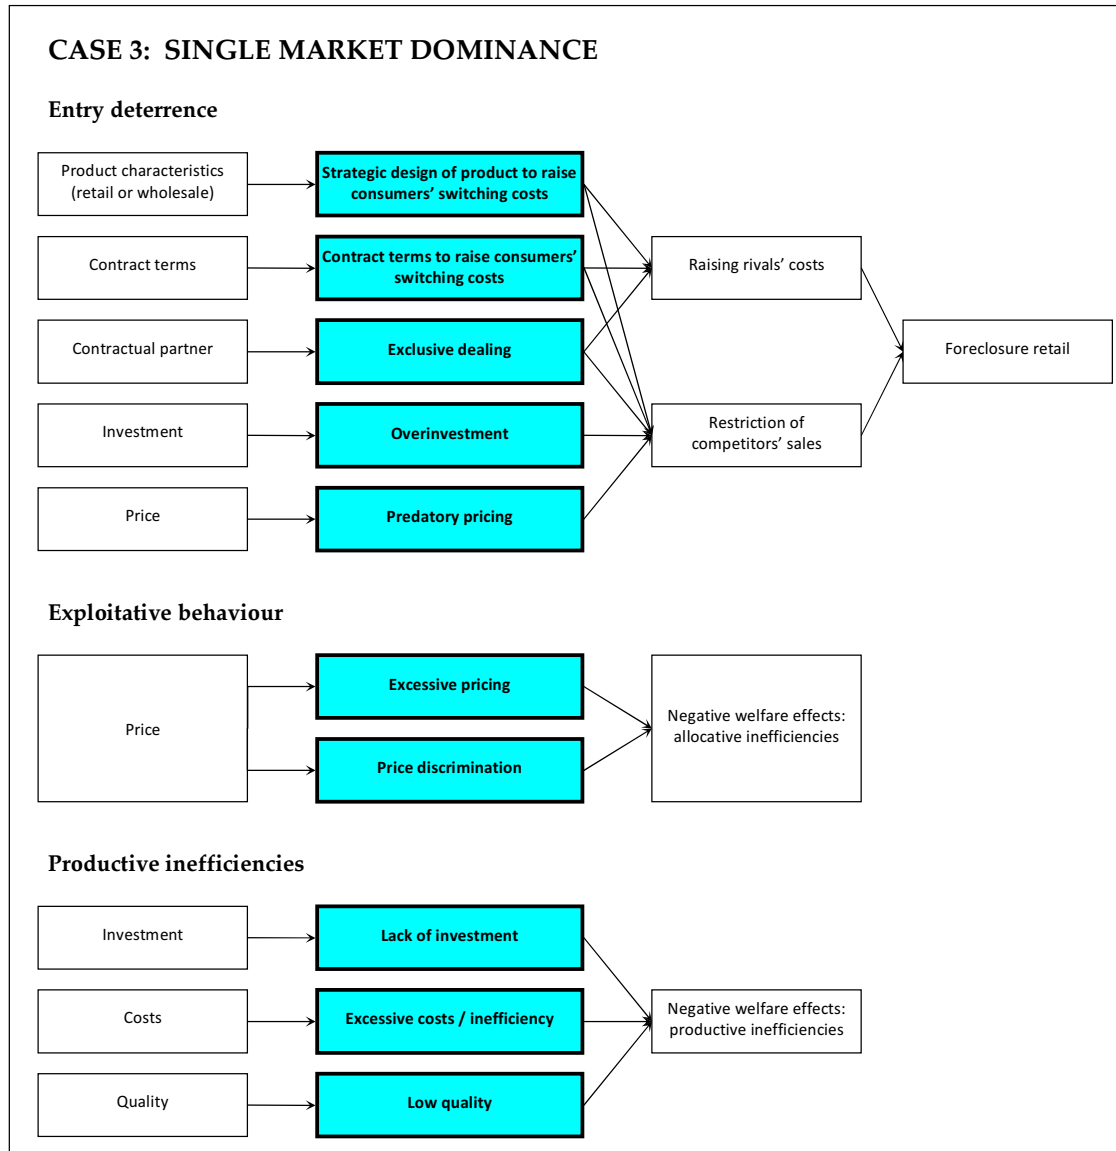 CASE 3:  SINGLE MARKET DOMINANCE
Entry deterrence
Product characteristics
(retail or wholesale)
Strategic design of product to raise
consumers’ switching costs
Contract terms
Contract terms to raise consumers’
switching costs
Raising rivals’ costs
Contractual partner
Exclusive dealing
Foreclosure retail
Investment
Overinvestment
Restriction of
competitors’ sales
Price
Predatory pricing
Exploitative behaviour
Price
Excessive pricing
Price discrimination
Negative welfare effects:
allocative inefficiencies
Productive inefficiencies
Investment
Lack of investment
Costs
Excessive costs / inefficiency
Negative welfare effects:
productive inefficiencies
Quality
Low quality